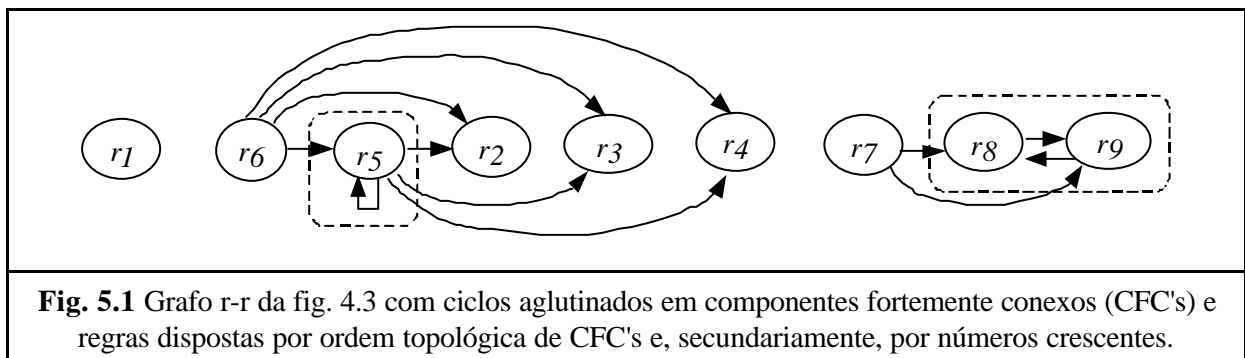 r1 r6 r5 r2 r3 r4 r7 r8 r9
Fig. 5.1 Grafo r-r da fig. 4.3 com ciclos aglutinados em componentes fortemente conexos (CFC's) e
regras dispostas por ordem topológica de CFC's e, secundariamente, por números crescentes.